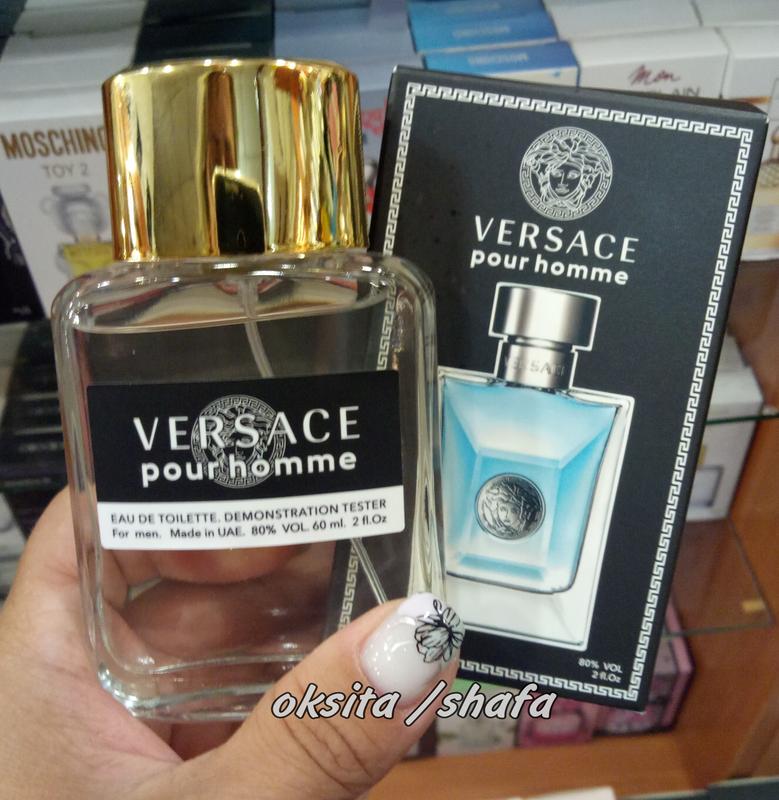 MOSCHINO
TOY 2
Mon
VERSACE
pour homme
VERSACE
pour homme
EAU DE TOILETTE. DEMONSTRATION TESTER
For men. Made in UAE. 80% VOL. 60 ml. 2 fl.Oz
80% VOL
2 fl.Oz
oksita /shafa